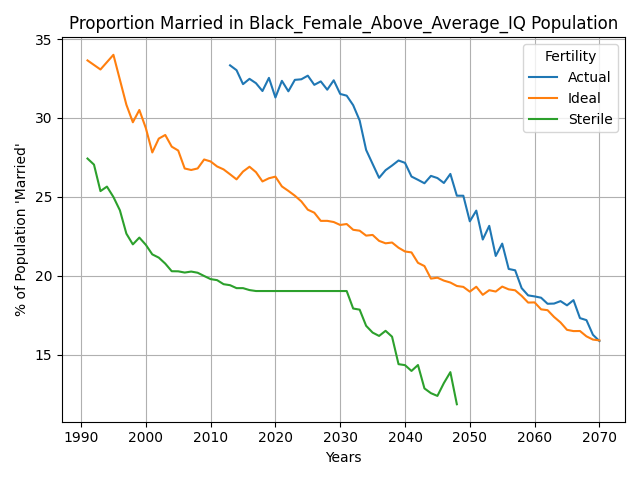 Proportion Married in Black_Female_Above_Average_IQ Population
% of Population 'Married'
35
30
25
20
15
Fertility
Actual
Ideal
Sterile
1990 2000 2010 2020 2030 2040 2050 2060 2070
Years